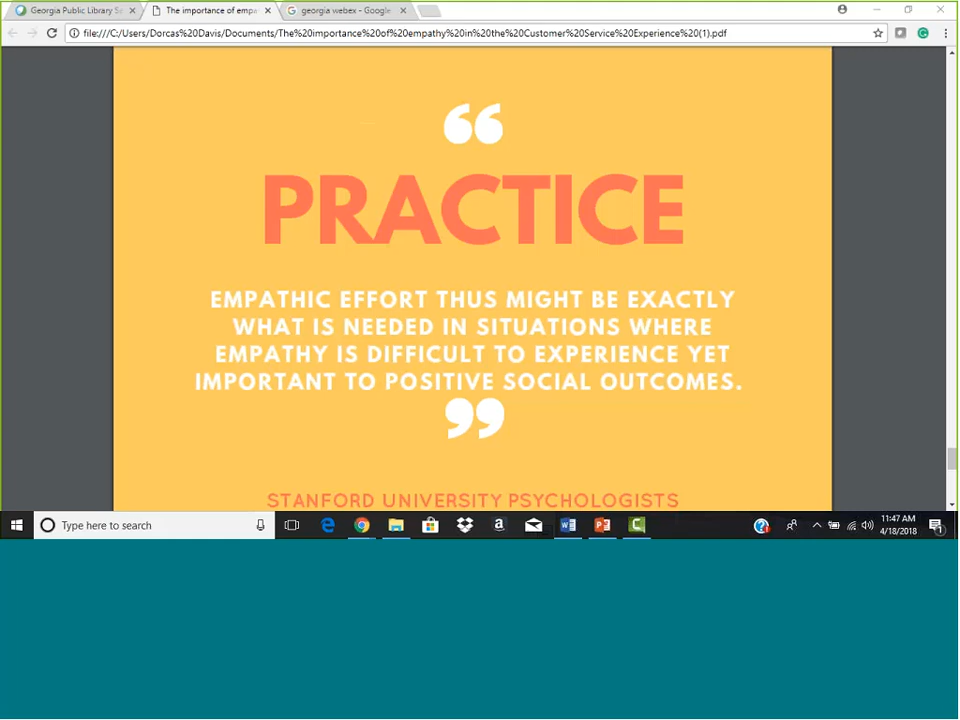 Georgia Public Library Se
The importance of empa
georgia webex - Google
file:///C:/Users/Dorcas%20Davis/Documents/The%20importance%20of%20empathy%20in%20the%20Customer%20Service%20Experience%20(1).pdf
“
PRACTICE
EMPATHIC EFFORT THUS MIGHT BE EXACTLY
WHAT IS NEEDED IN SITUATIONS WHERE
EMPATHY IS DIFFICULT TO EXPERIENCE YET
IMPORTANT TO POSITIVE SOCIAL OUTCOMES.
”
STANFORD UNIVERSITY PSYCHOLOGISTS
Type here to search
11:47 AM
4/18/2018